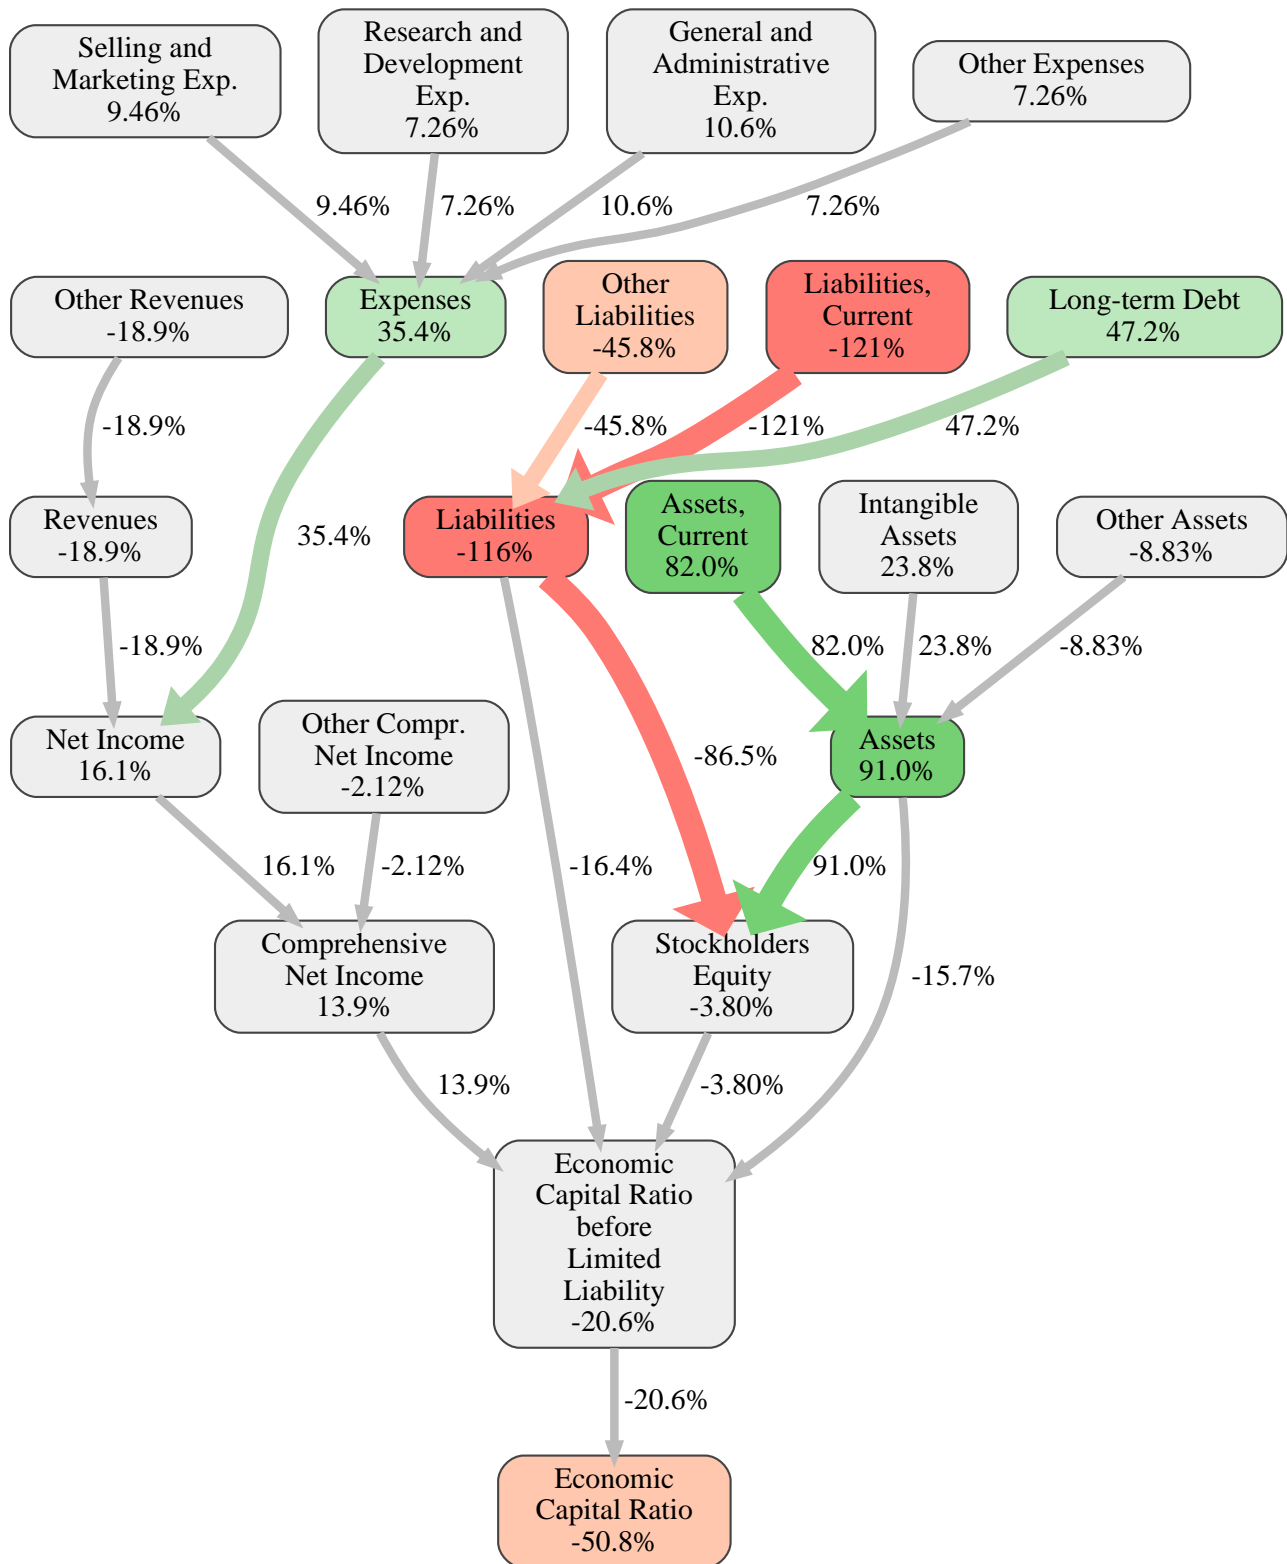 Selling and
Marketing Exp.
9.46%
Research and
Development
Exp.
7.26%
General and
Administrative
Exp.
10.6%
Other Expenses
7.26%
9.46%
7.26%
10.6%
7.26%
Other Revenues
-18.9%
Expenses
35.4%
Other
Liabilities
-45.8%
Liabilities,
Current
-121%
Long-term Debt
47.2%
-18.9%
-45.8%
-121%
47.2%
Revenues
-18.9%
35.4%
Liabilities
-116%
Assets,
Current
82.0%
Intangible
Assets
23.8%
Other Assets
-8.83%
-18.9%
82.0%
23.8%
-8.83%
Net Income
16.1%
Other Compr.
Net Income
-2.12%
-86.5%
Assets
91.0%
16.1%
-2.12%
-16.4%
91.0%
Comprehensive
Net Income
13.9%
Stockholders
Equity
-3.80%
-15.7%
13.9%
-3.80%
Economic
Capital Ratio
before
Limited
Liability
-20.6%
-20.6%
Economic
Capital Ratio
-50.8%